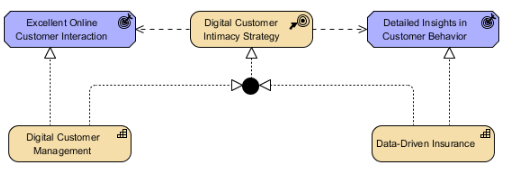 Excellent Online
Customer Interaction
Digital Customer
Intimacy Strategy
Detailed Insights in
Customer Behavior
Digital Customer
Management
Data-Driven Insurance